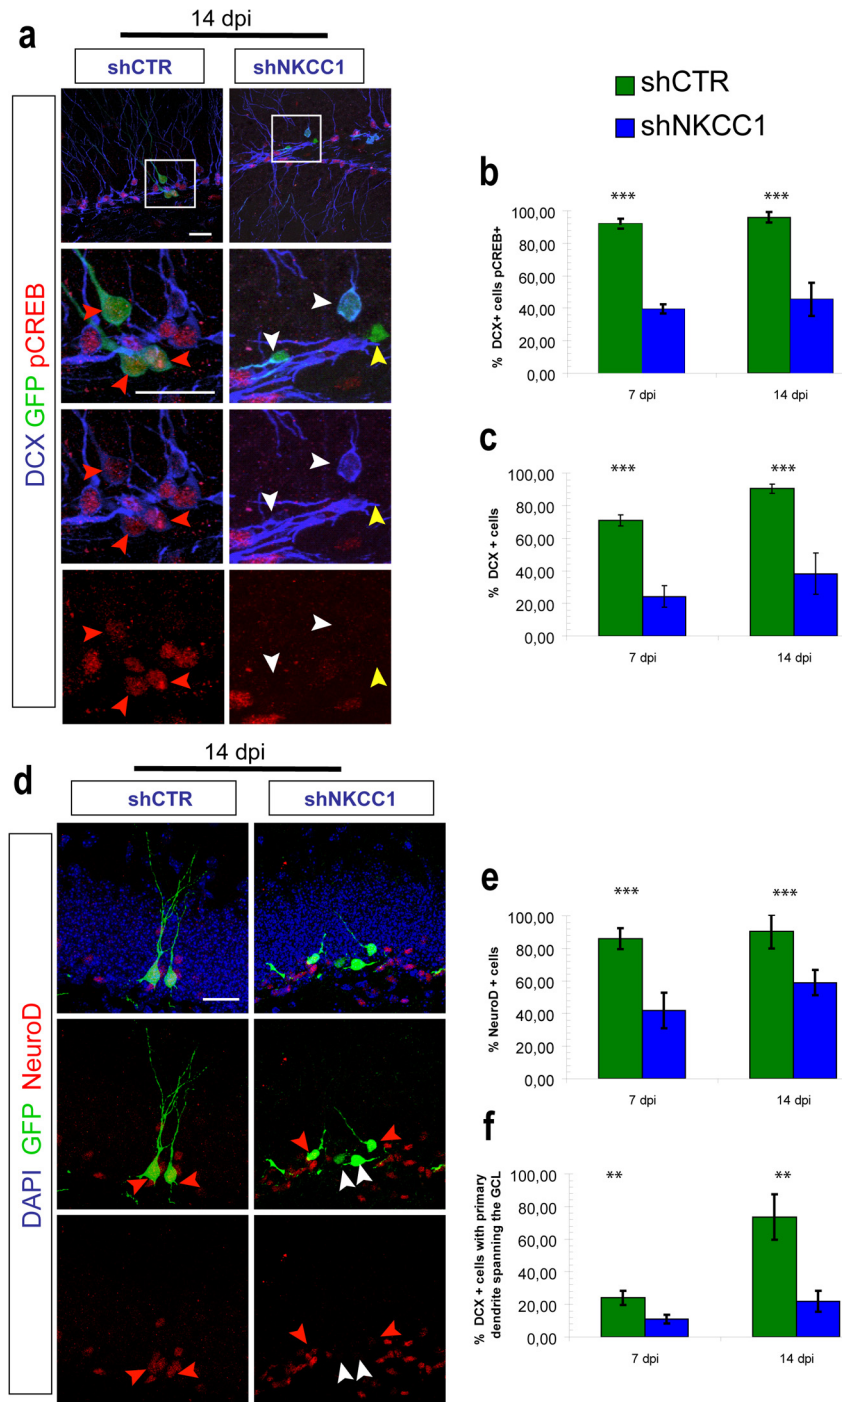 a
14 dpi
shCTR
shNKCC1
DCX GFP pCREB
shCTR
shNKCC1
b
% DCX+ cells pCREB+
***
***
100,00
80,00
60,00
40,00
20,00
0,00
7 dpi
14 dpi
c
% DCX + cells
***
***
100,00
80,00
60,00
40,00
20,00
0,00
7 dpi
14 dpi
d
14 dpi
shCTR
shNKCC1
DAPI GFP NeuroD
e
% NeuroD + cells
***
***
100,00
80,00
60,00
40,00
20,00
0,00
7 dpi
14 dpi
f
% DCX + cells with primary
dendrite spanning the GCL
**
**
100,00
80,00
60,00
40,00
20,00
0,00
7 dpi
14 dpi